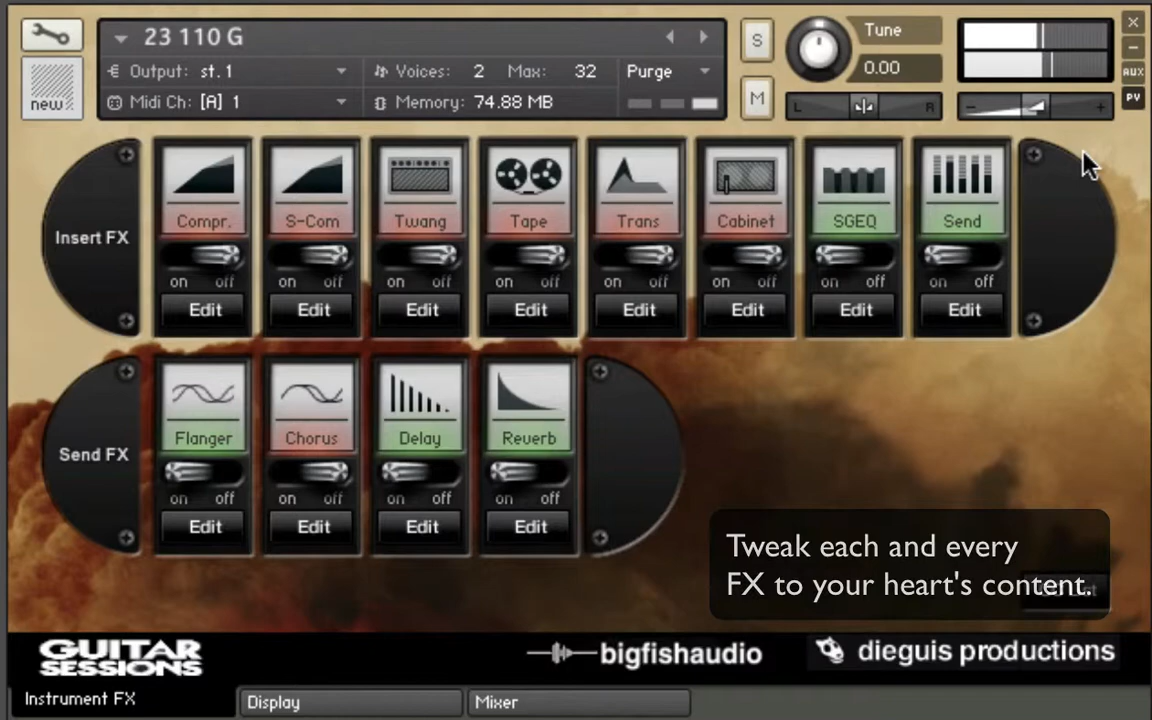 23 110 G
Output: st.1
Voices: 2 Max: 32
Purge
Midi Ch: [A] 1
Memory: 74.88 MB
new
S
M
Tune
0.00
L R
- +
×
-
AUX
PV
Insert FX
Compr. S-Com Twang Tape Trans Cabinet SGEQ Send
on off on off on off on off on off on off on off on off
Edit Edit Edit Edit Edit Edit Edit Edit
Send FX
Flanger Chorus Delay Reverb
on off on off on off on off
Edit Edit Edit Edit
Tweak each and every
FX to your heart's content.
GUITAR
SESSIONS
bigfishaudio
dieguis productions
Instrument FX
Display
Mixer